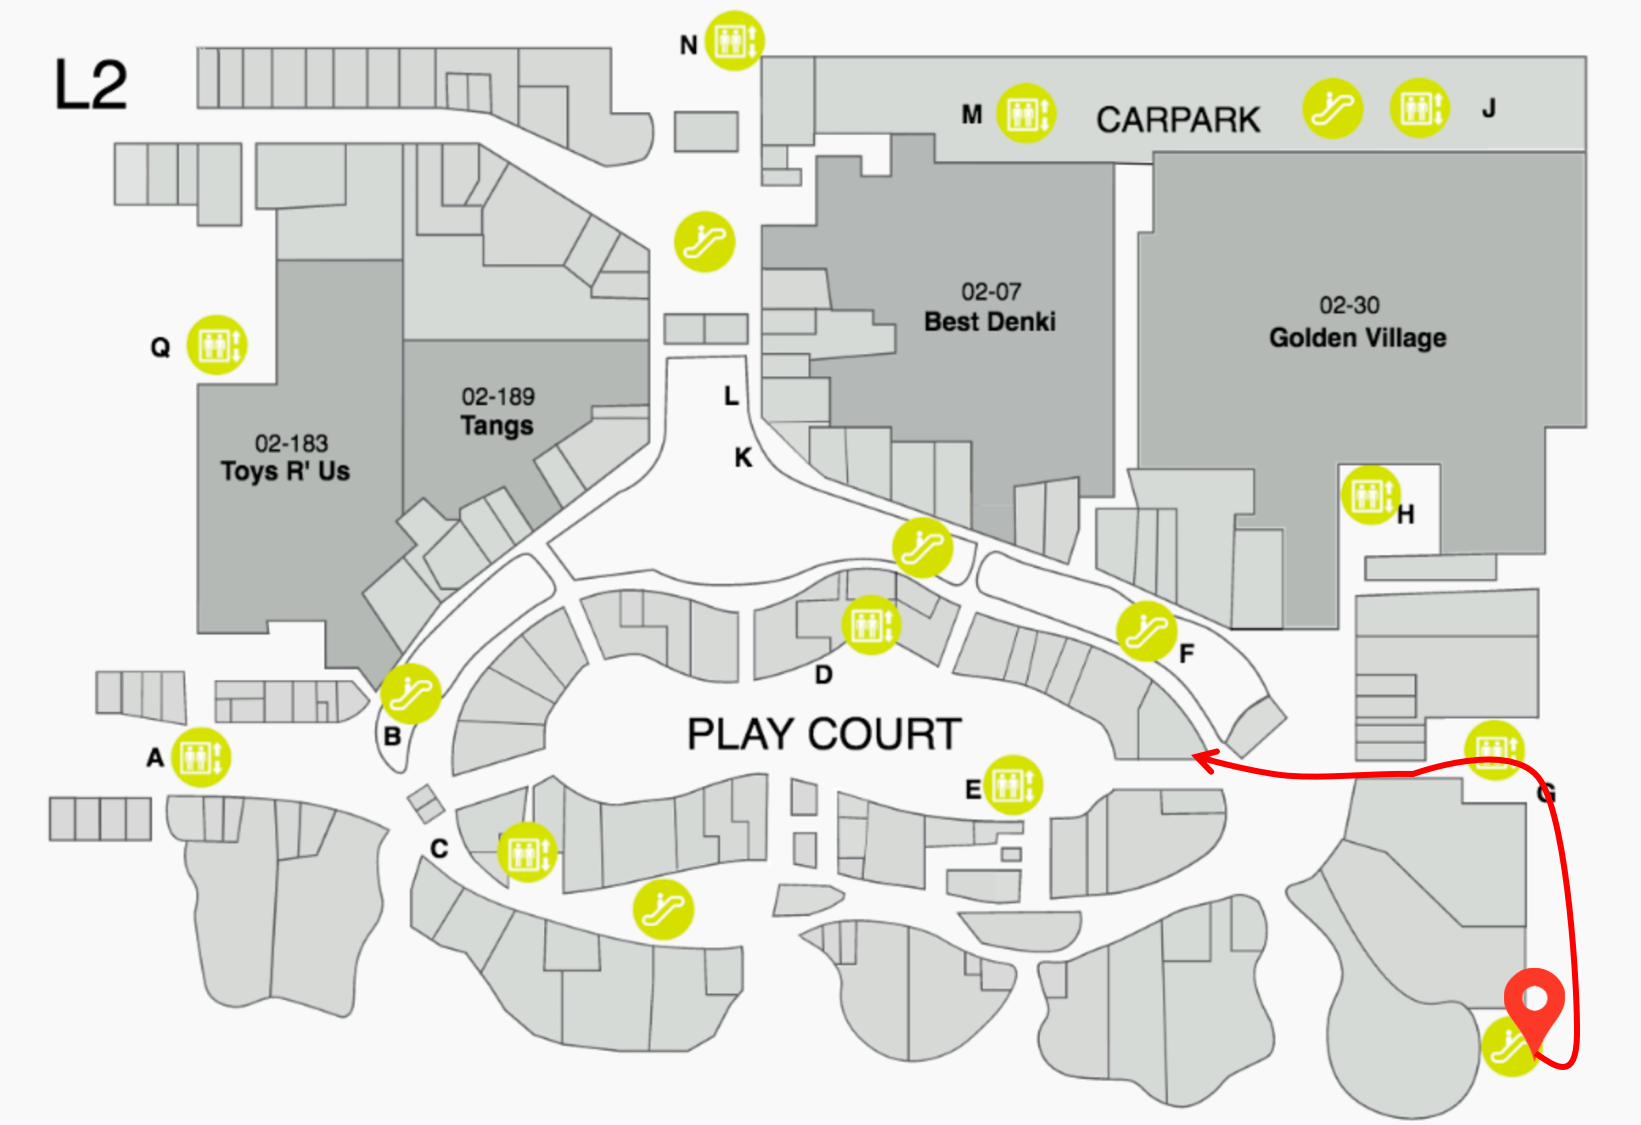 L2
N
M
CARPARK
J
02-07
Best Denki
02-30
Golden Village
Q
02-189
Tangs
L
02-183
Toys R' Us
K
H
F
D
B
PLAY COURT
A
E
G
C